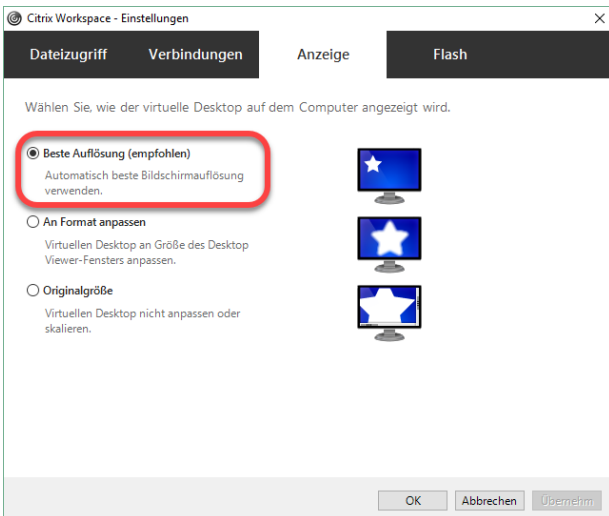 Citrix Workspace - Einstellungen
Dateizugriff Verbindungen Anzeige Flash
Wählen Sie, wie der virtuelle Desktop auf dem Computer angezeigt wird.
Beste Auflösung (empfohlen)
Automatisch beste Bildschirmauflösung
verwenden.
An Format anpassen
Virtuellen Desktop an Größe des Desktop
Viewer-Fensters anpassen.
Originalgröße
Virtuellen Desktop nicht anpassen oder
skalieren.
OK Abbrechen Übernehm.